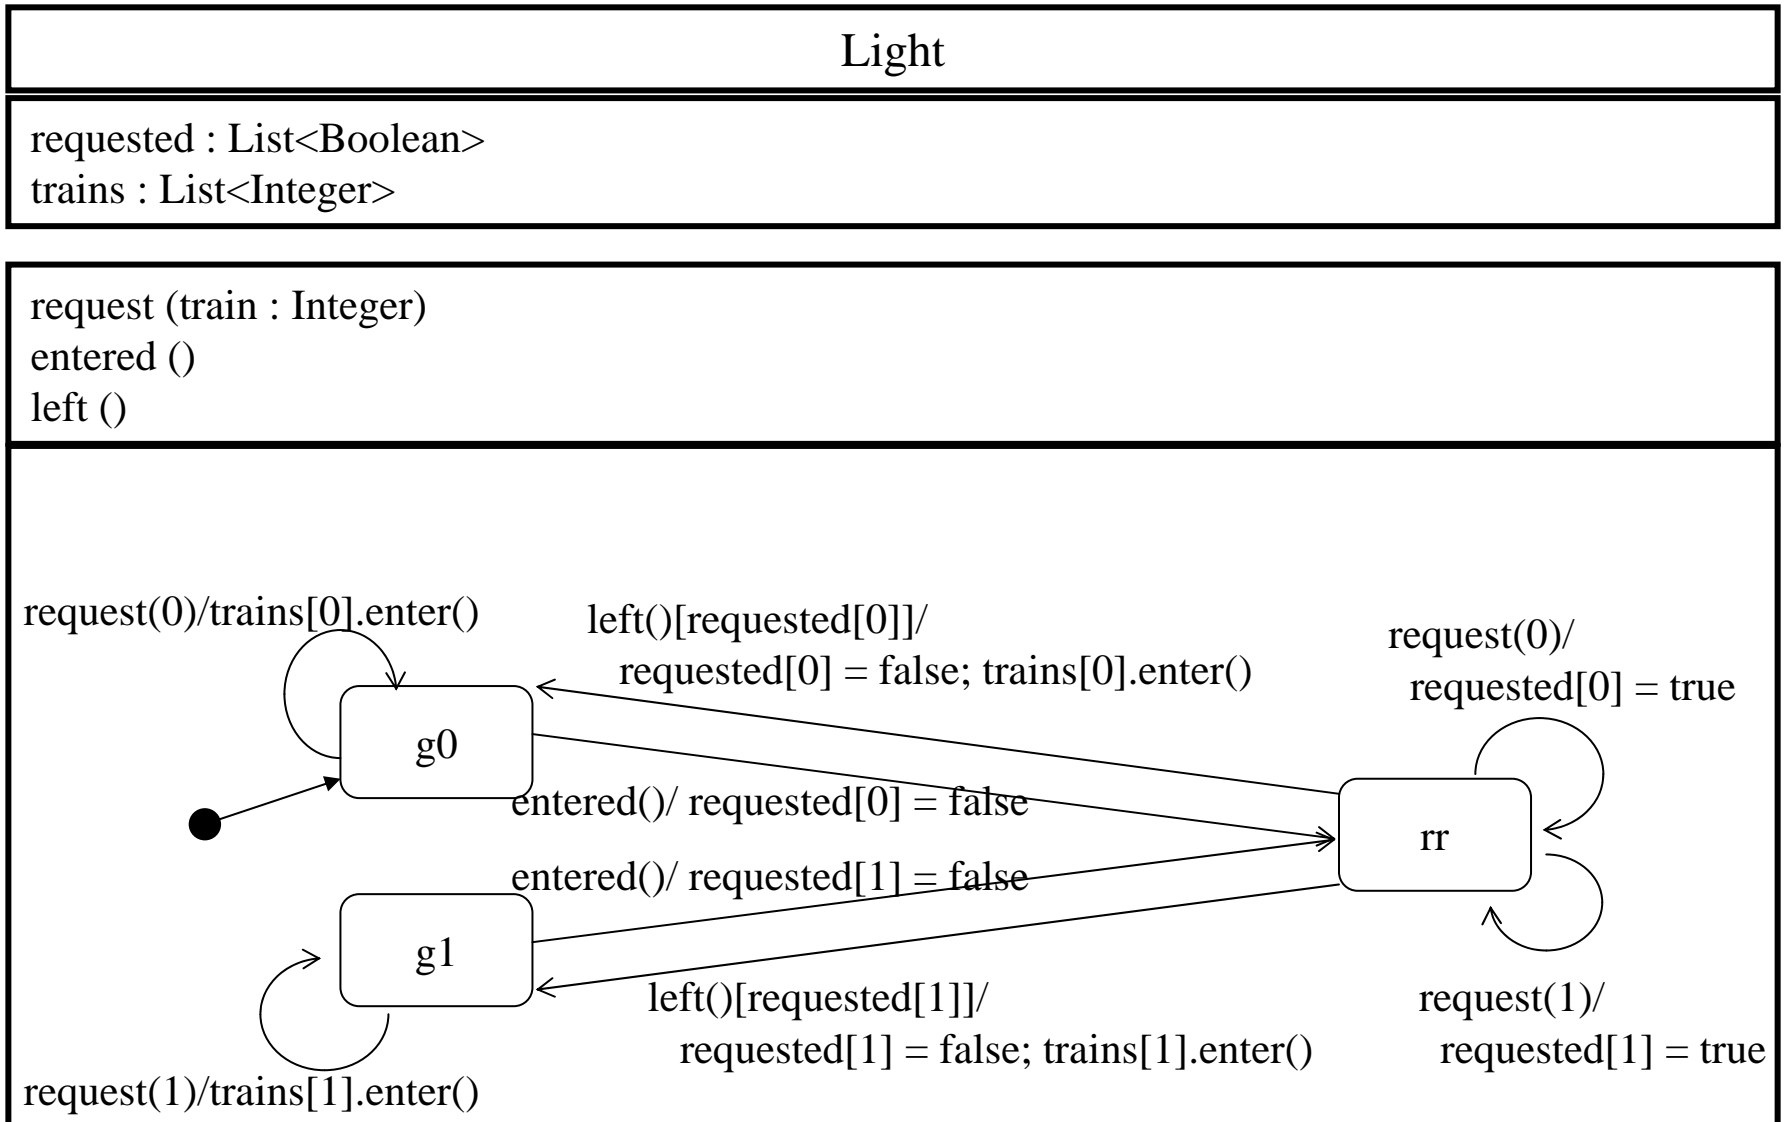 Light
requested : List<Boolean>
trains : List<Integer>
request (train : Integer)
entered ()
left ()
request(0)/trains[0].enter()
left()[requested[0]]/
requested[0] = false; trains[0].enter()
request(0)/
requested[0] = true
g0
entered()/ requested[0] = false
rr
entered()/ requested[1] = false
g1
left()[requested[1]]/
requested[1] = false; trains[1].enter()
request(1)/
requested[1] = true
request(1)/trains[1].enter()